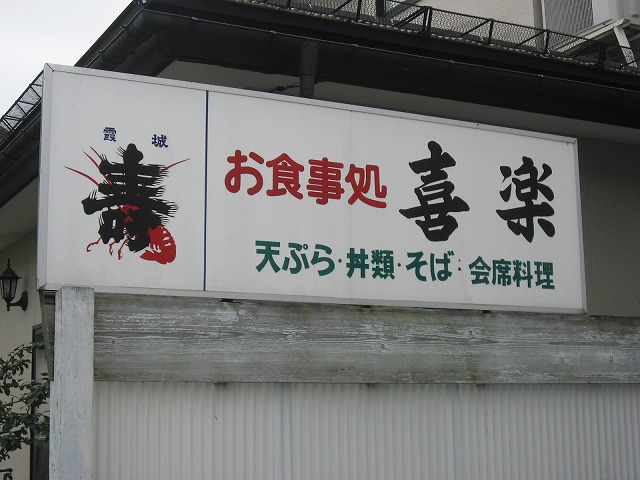 霞城
寿
お食事処 喜楽
天ぷら・丼類・そば・会席料理